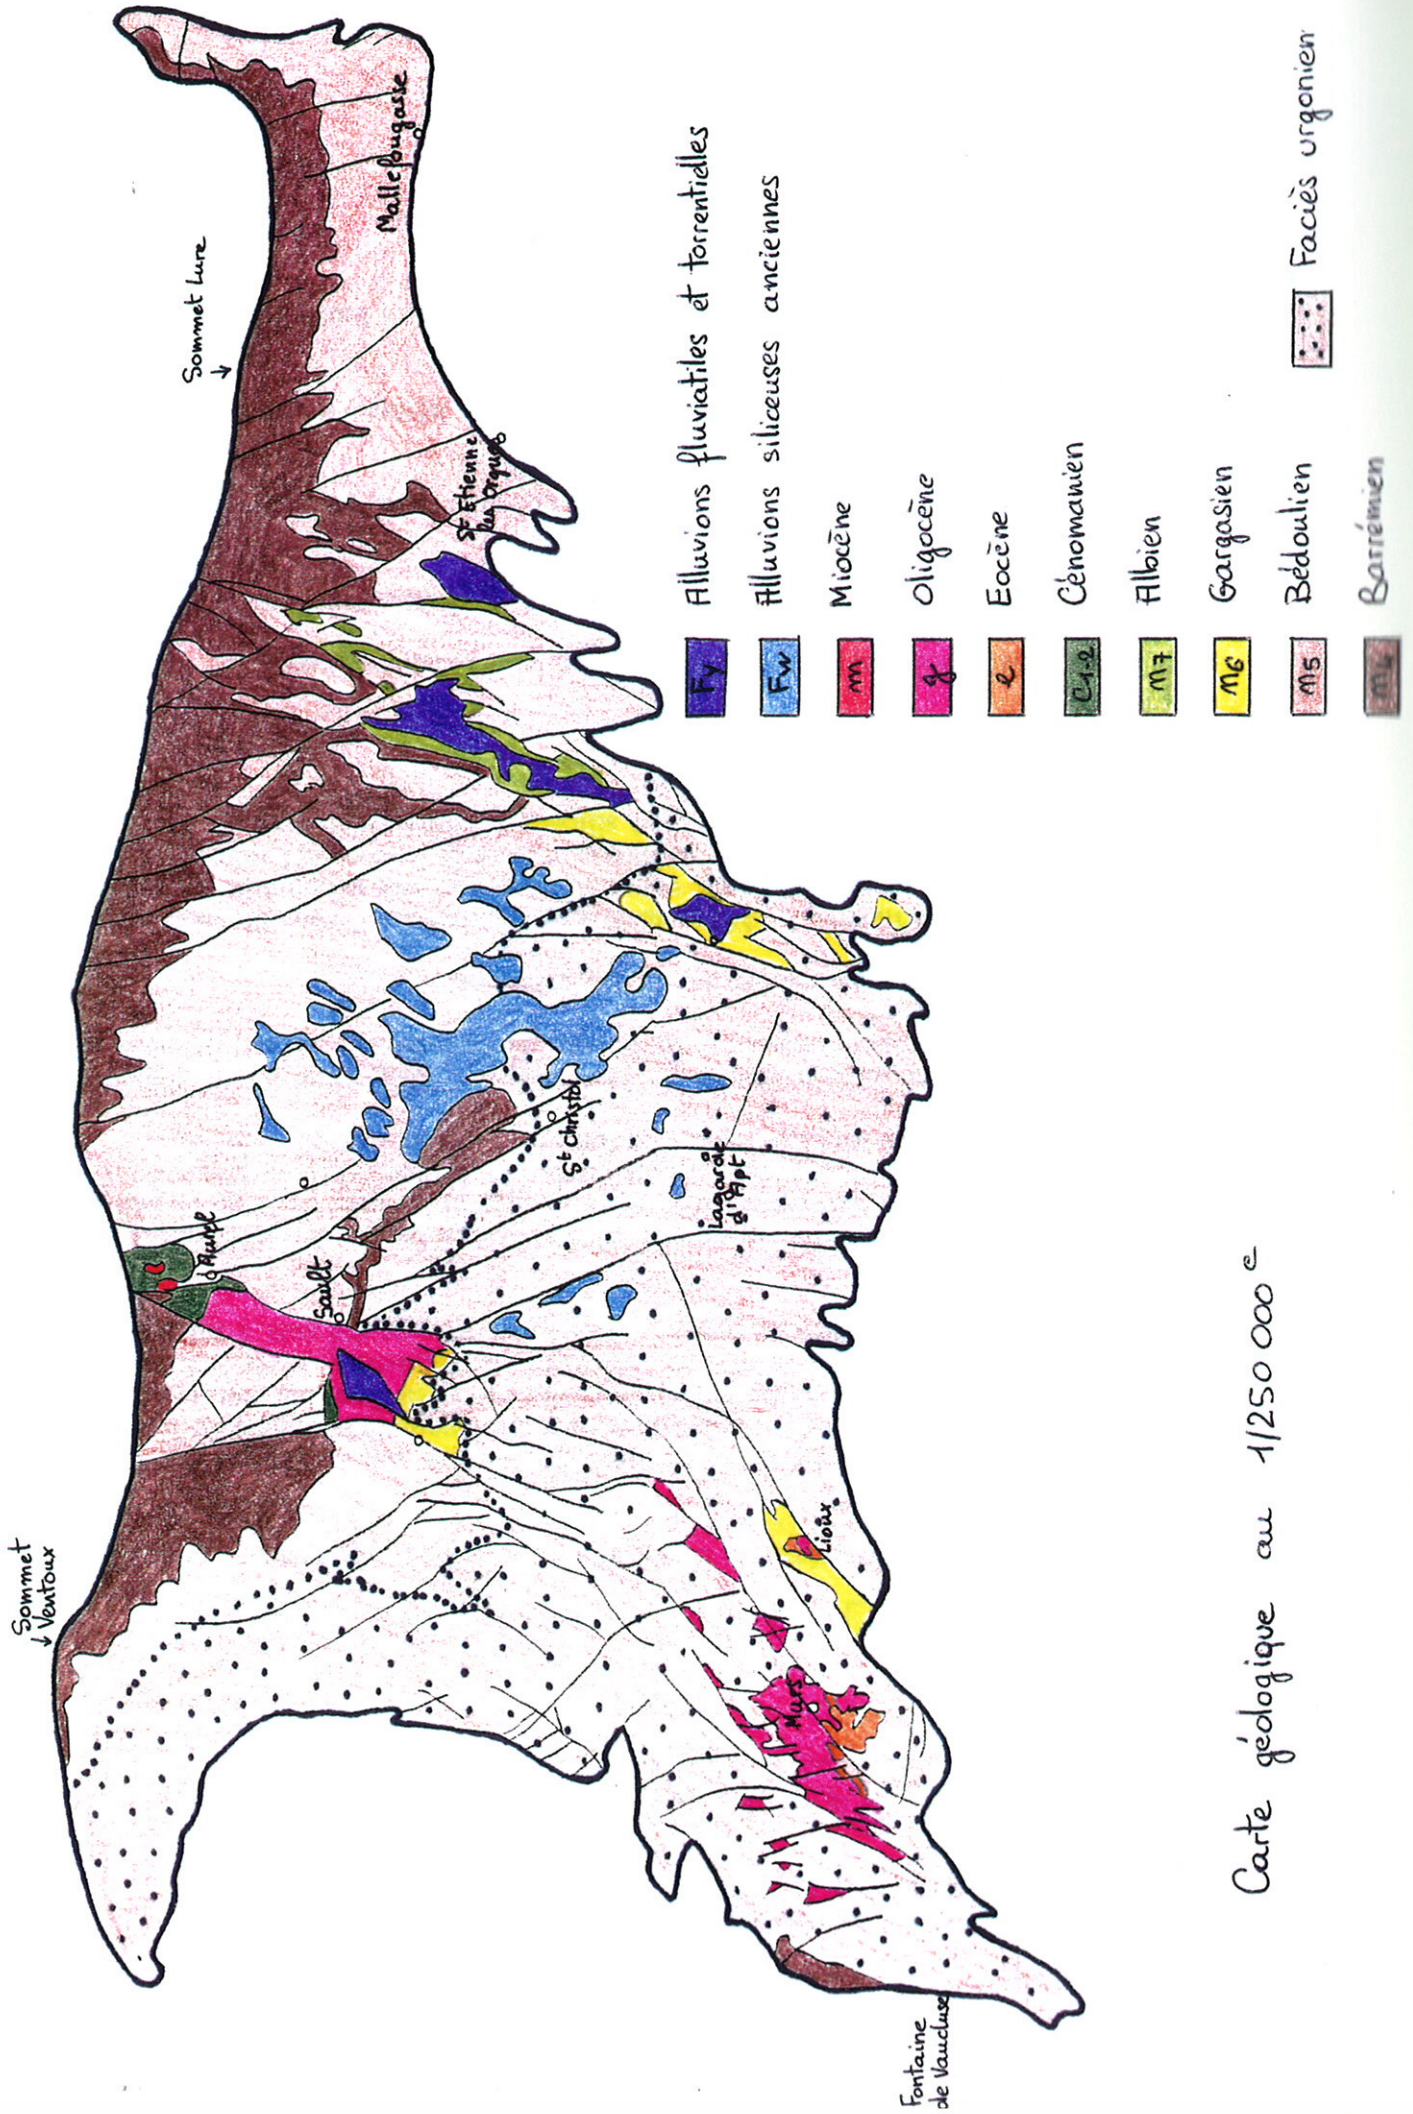 Sommet
Ventoux
Sommet Lure
Aurel
Sault
Mallefougasse
St Etienne
les Orgues
St Christol
Lagarde
d'Apt
Lioux
Murs
Fontaine
de Vaucluse
Fy Alluvions fluviatiles et torrentielles
Fw Alluvions siliceuses anciennes
m Miocène
g Oligocène
e Eocène
C1-2 Cénomanien
n7 Albien
n6 Gargasien
n5 Bédoulien
Faciès urgonien
n4 Barrémien
Carte géologique au 1/250 000 e